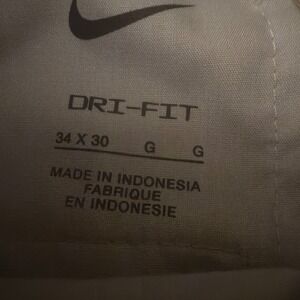 DRI-FIT
34 X 30 G G
MADE IN INDONESIA
FABRIQUE
EN INDONESIE